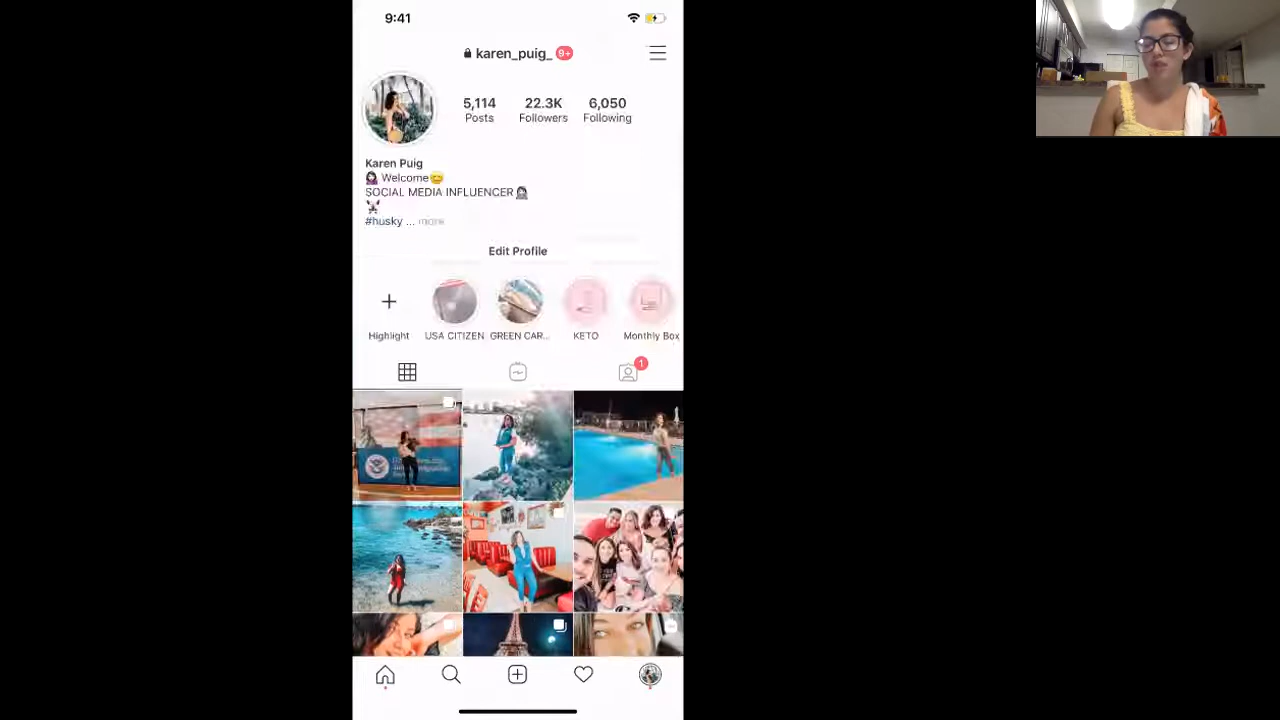 9:41
karen_puig_ 9+
5,114 22.3K 6,050
Posts Followers Following
Karen Puig
Welcome
SOCIAL MEDIA INFLUENCER
#husky ... more
Edit Profile
Highlight USA CITIZEN GREEN CAR... KETO Monthly Box
1